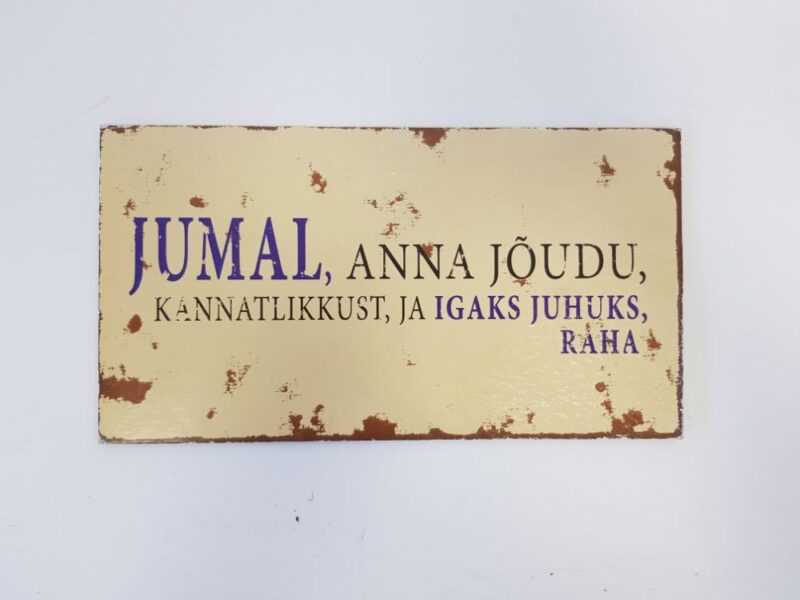 JUMAL, ANNA JÕUDU,
KANNATLIKKUST, JA IGAKS JUHUKS,
RAHA